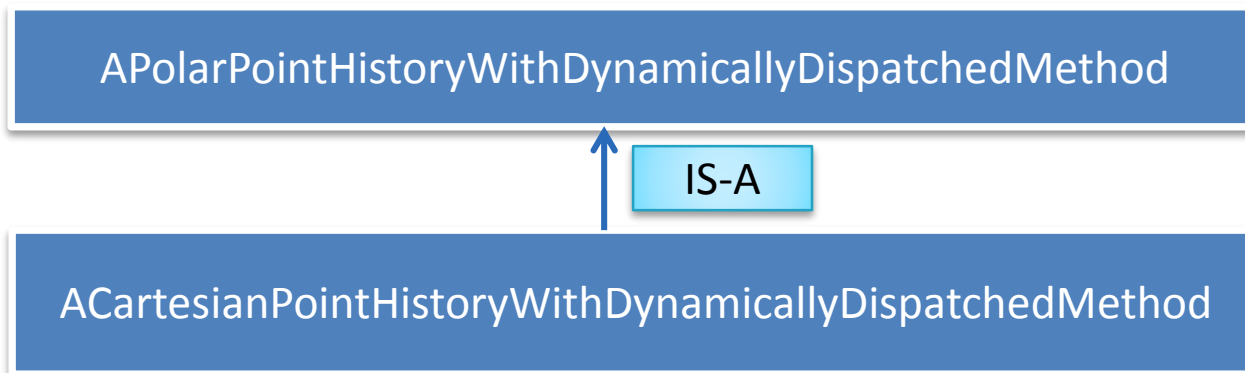 APolarPointHistoryWithDynamicallyDispatchedMethod
IS-A
ACartesianPointHistoryWithDynamicallyDispatchedMethod